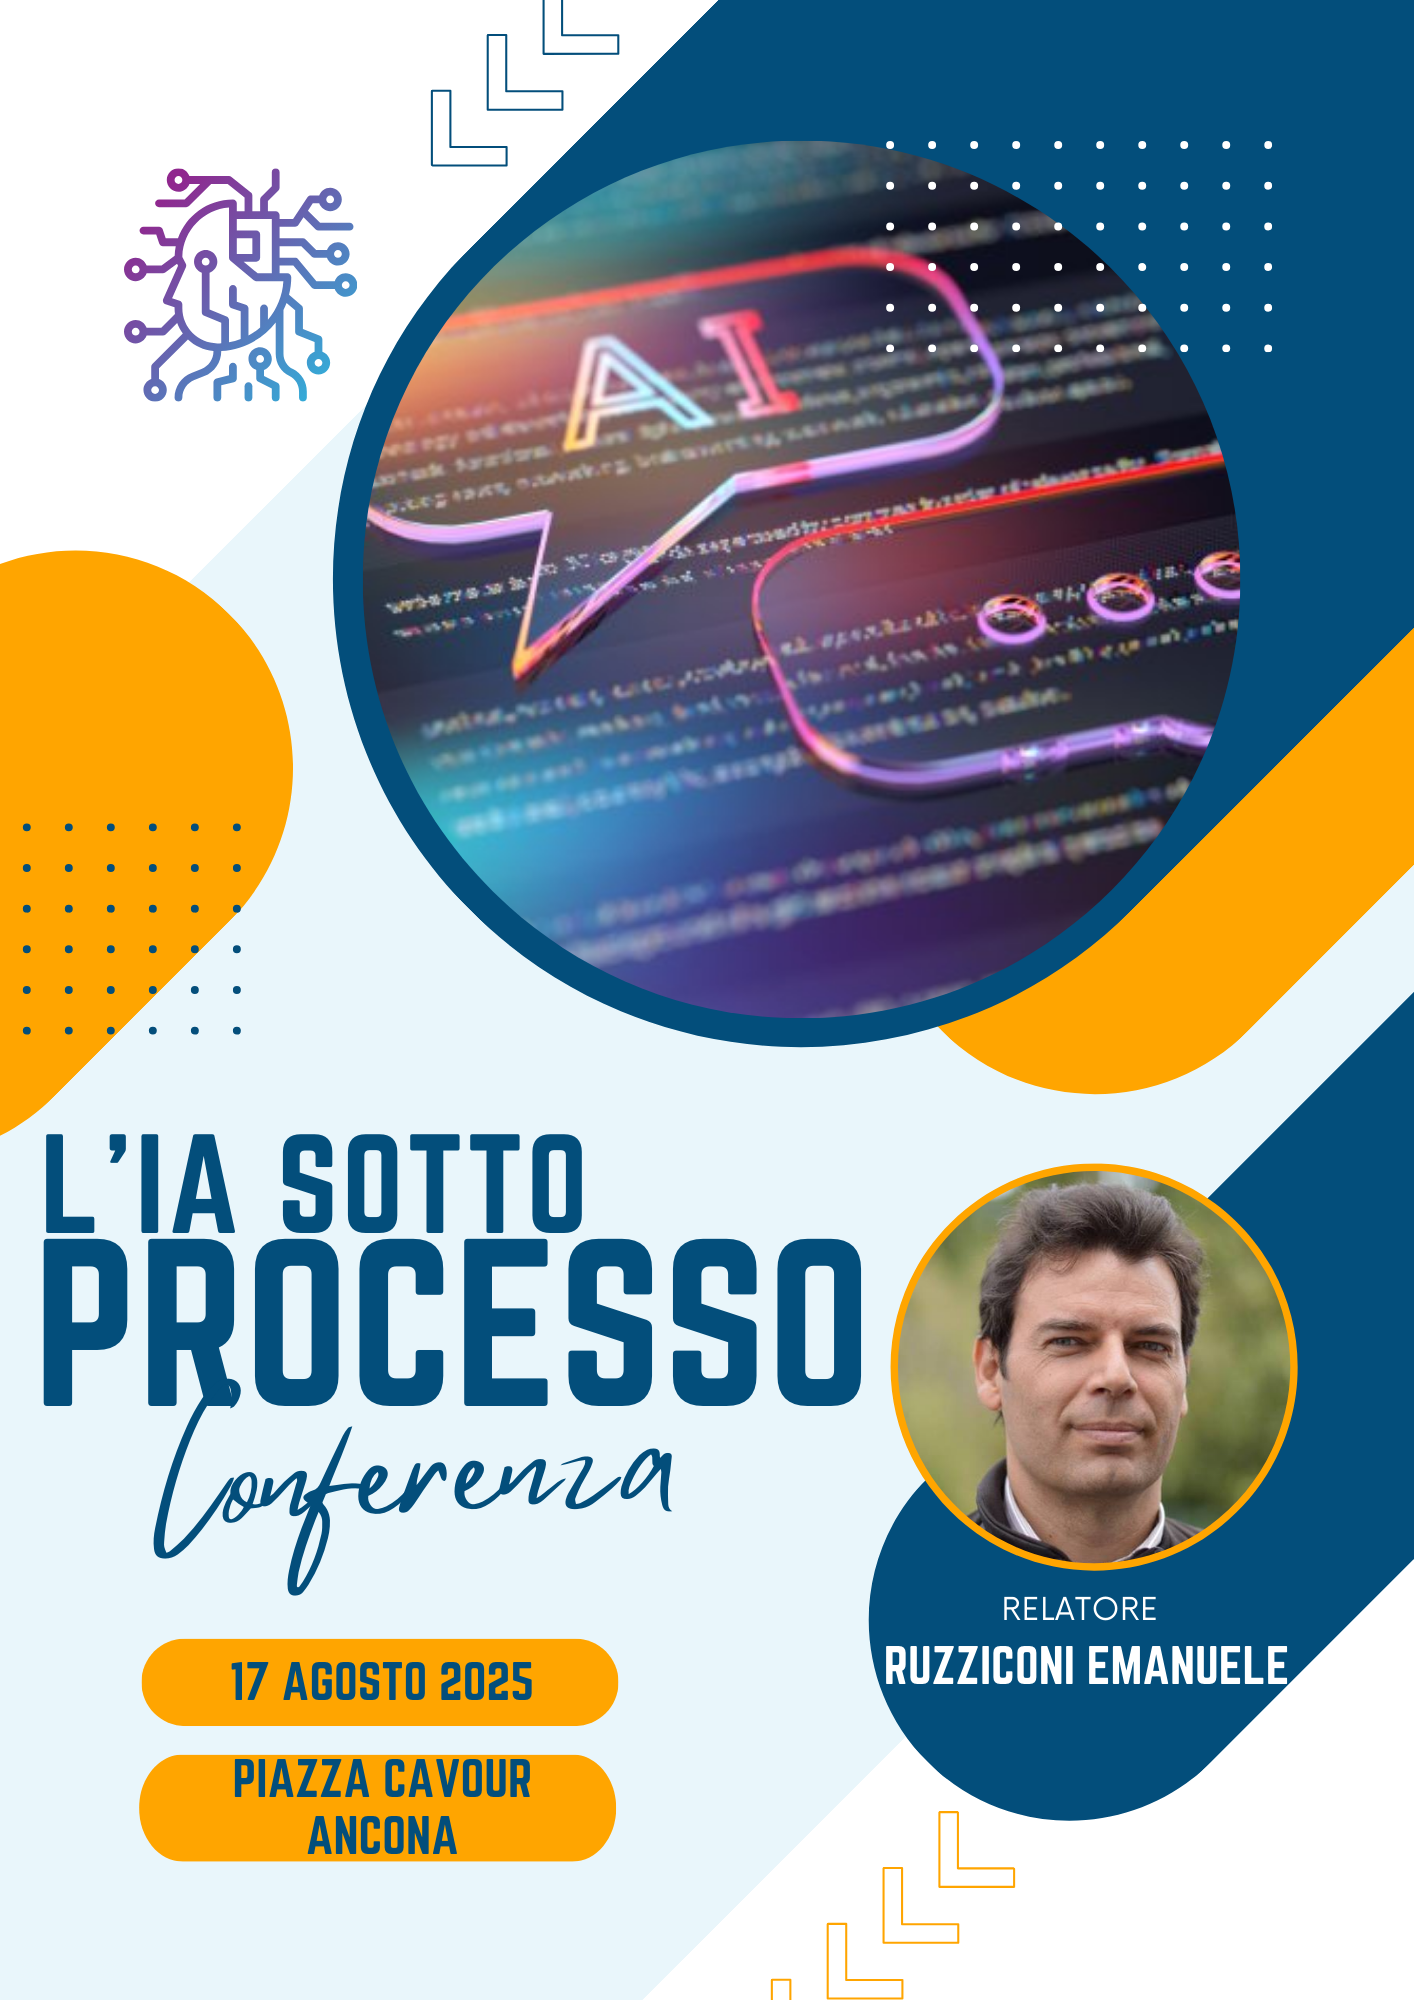 AI
L'IA SOTTO
PROCESSO
Conferenza
17 AGOSTO 2025
PIAZZA CAVOUR
ANCONA
RELATORE
RUZZICONI EMANUELE